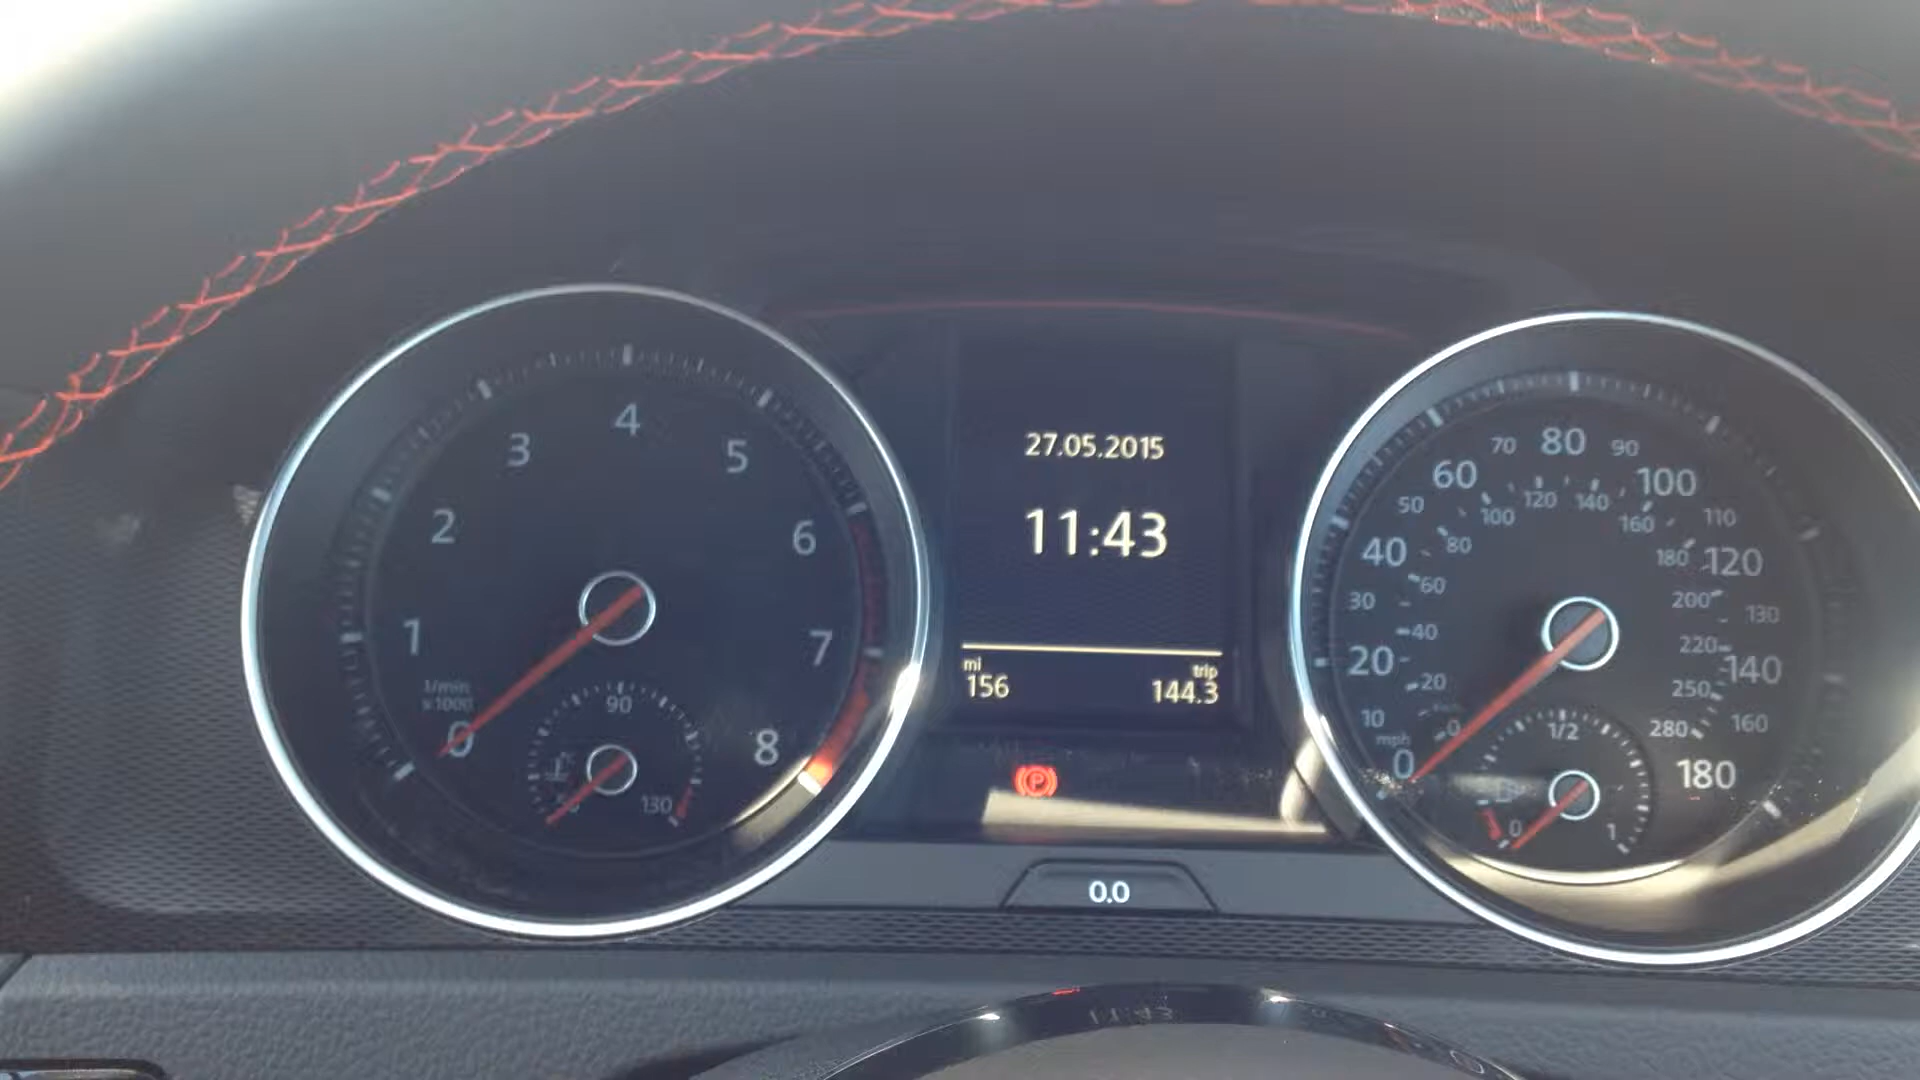 1 2 3 4 5 6 7 8
1/min
x1000
0
90
130
27.05.2015
11:43
mi
156
trip
144.3
P
0.0
0 10 20 30 40 50 60 70 80 90 100 110 120 130 140 160 180
mph
0 20 40 60 80 100 120 140 160 180 200 220 250 280
1/2
0 1